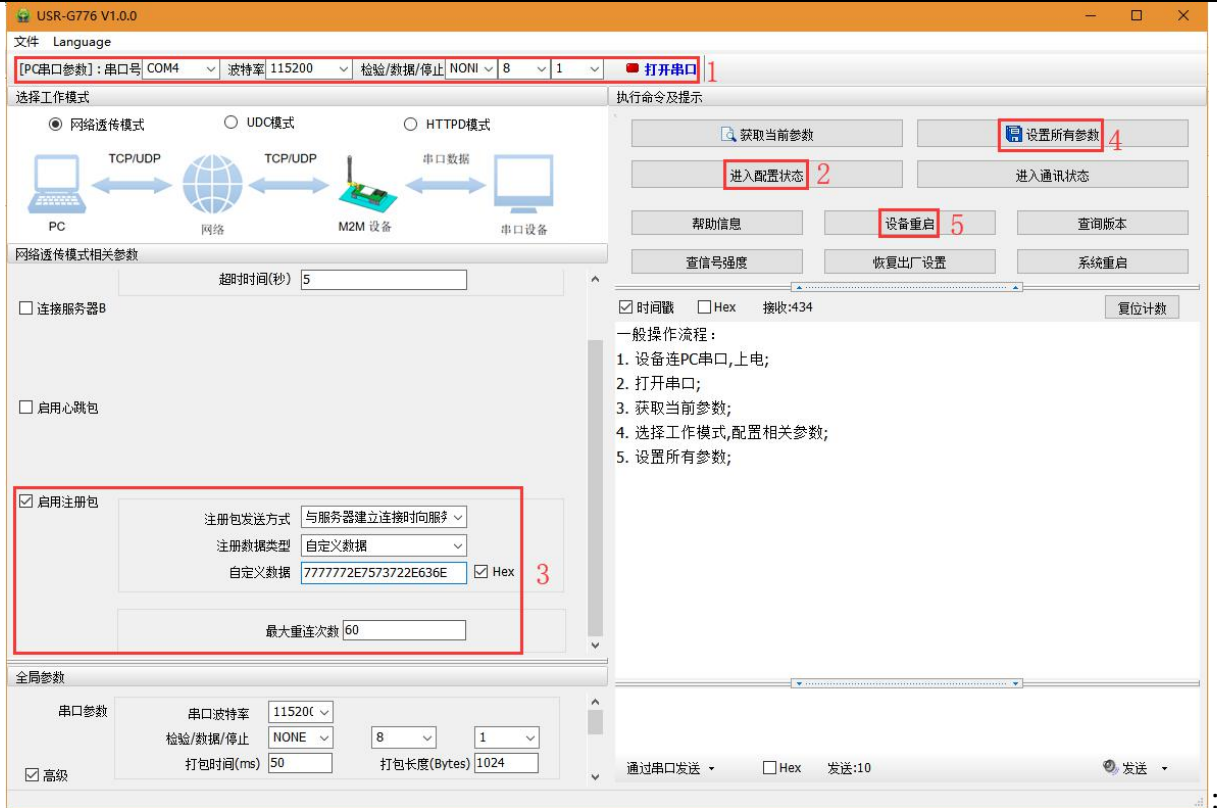 USR-G776 V1.0.0
文件 Language
[PC串口参数]：串口号 COM4 波特率 115200 检验/数据/停止 NONI 8 1 打开串口 1
选择工作模式
网络透传模式 UDC模式 HTTPD模式
TCP/UDP TCP/UDP 串口数据
PC 网络 M2M 设备 串口设备
网络透传模式相关参数
超时时间(秒) 5
连接服务器B
启用心跳包
启用注册包
注册包发送方式 与服务器建立连接时向服务
注册数据类型 自定义数据
自定义数据 7777772E7573722E636E Hex 3
最大重连次数 60
全局参数
串口参数 串口波特率 115200
检验/数据/停止 NONE 8 1
打包时间(ms) 50 打包长度(Bytes) 1024
高级
执行命令及提示
获取当前参数 设置所有参数 4
进入配置状态 2 进入通讯状态
帮助信息 设备重启 5 查询版本
查信号强度 恢复出厂设置 系统重启
时间戳 Hex 接收:434 复位计数
一般操作流程：
1. 设备连PC串口,上电;
2. 打开串口;
3. 获取当前参数;
4. 选择工作模式,配置相关参数;
5. 设置所有参数;
通过串口发送 Hex 发送:10 发送
;